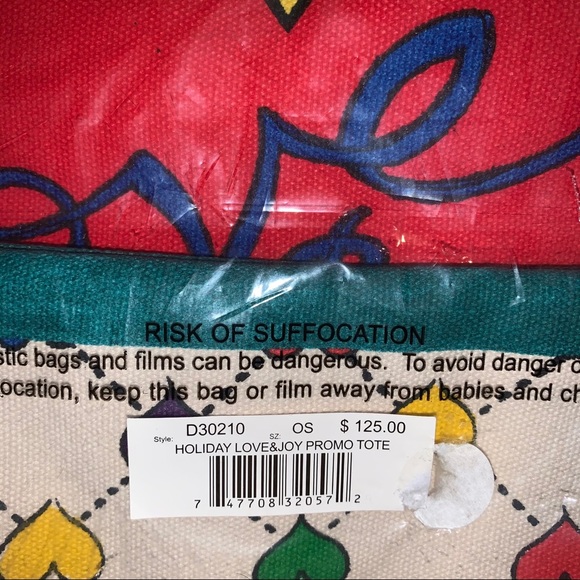 ove
RISK OF SUFFOCATION
stic bags and films can be dangerous. To avoid danger o
ocation, keep this bag or film away from babies and ch
Style: D30210 SZ: OS $ 125.00
HOLIDAY LOVE&JOY PROMO TOTE
7 47708 32057 2